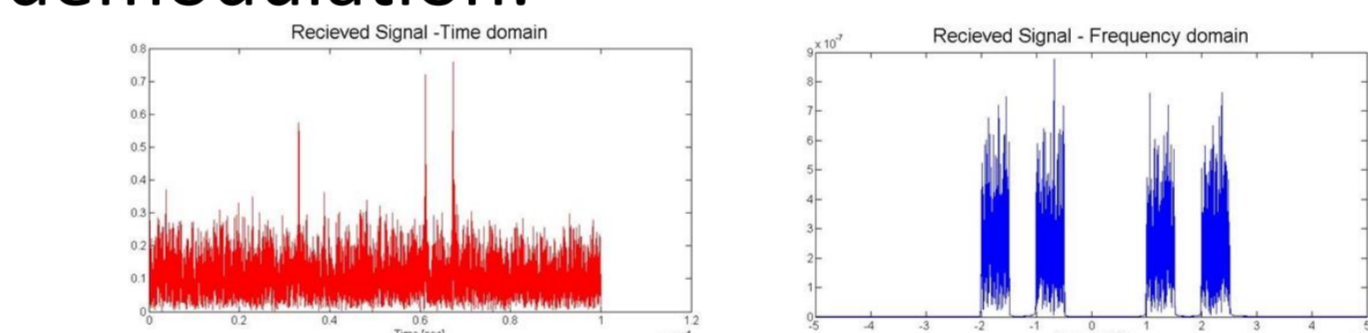 demodulation:
Recieved Signal -Time domain
0.8
0.7
0.6
0.5
0.4
0.3
0.2
0.1
0
0 0.2 0.4 0.6 0.8 1 1.2
Time [sec]
Recieved Signal - Frequency domain
x 10⁻⁷
9
8
7
6
5
4
3
2
1
0
-5 -4 -3 -2 -1 0 1 2 3 4